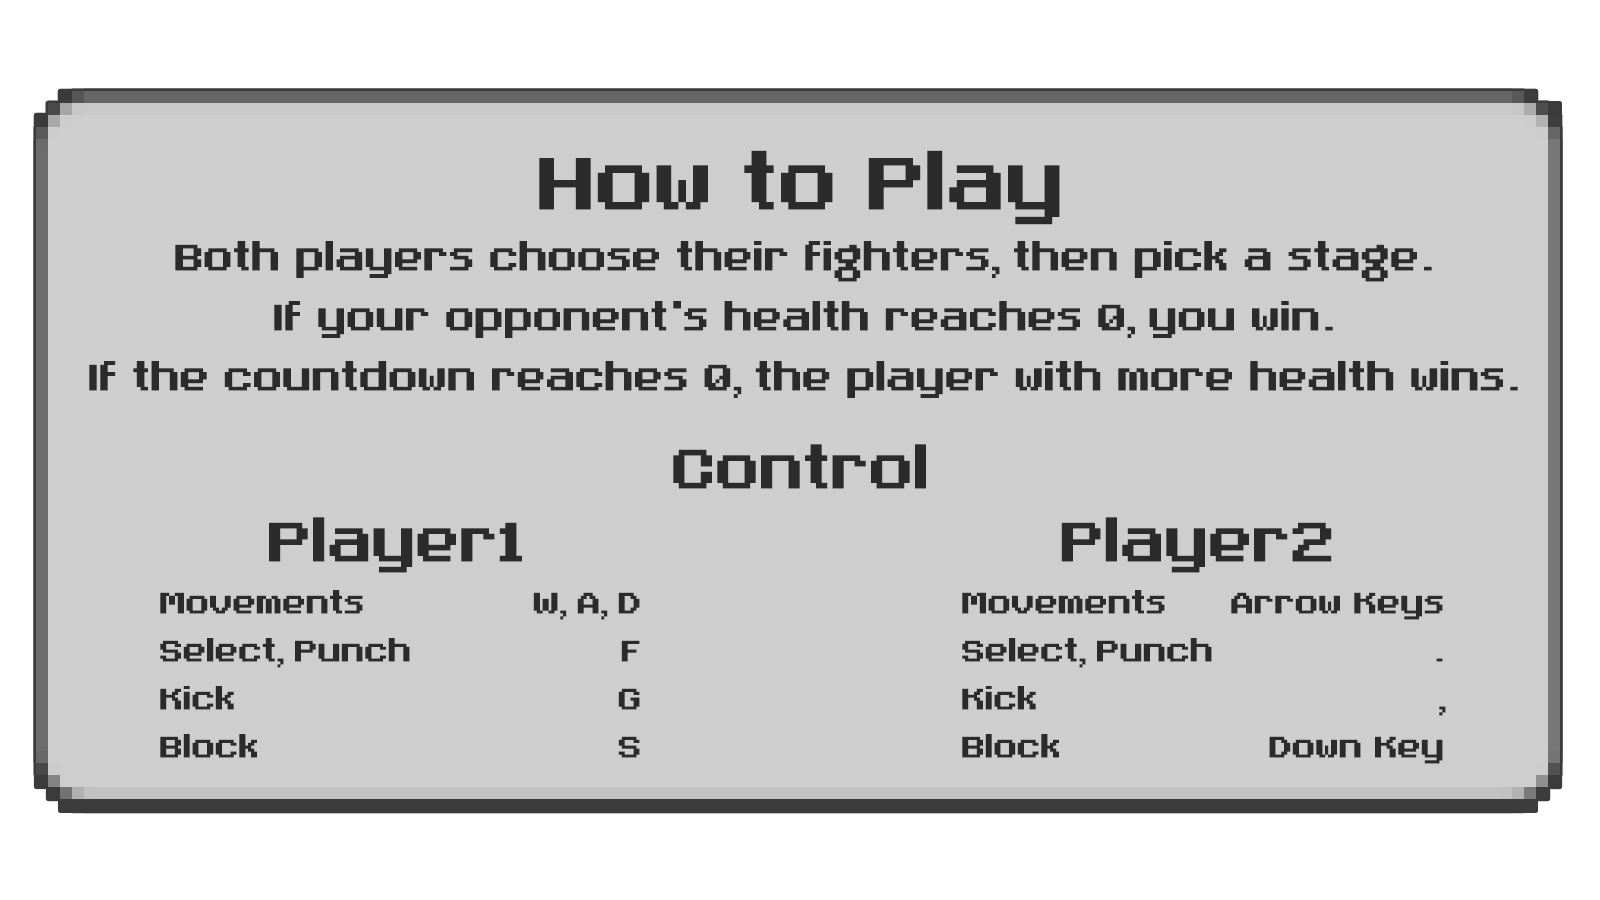 How to Play
Both players choose their fighters, then pick a stage.
If your opponent's health reaches 0, you win.
If the countdown reaches 0, the player with more health wins.
Control
Player1
Movements W, A, D
Select, Punch F
Kick G
Block S
Player2
Movements Arrow Keys
Select, Punch .
Kick ,
Block Down Key